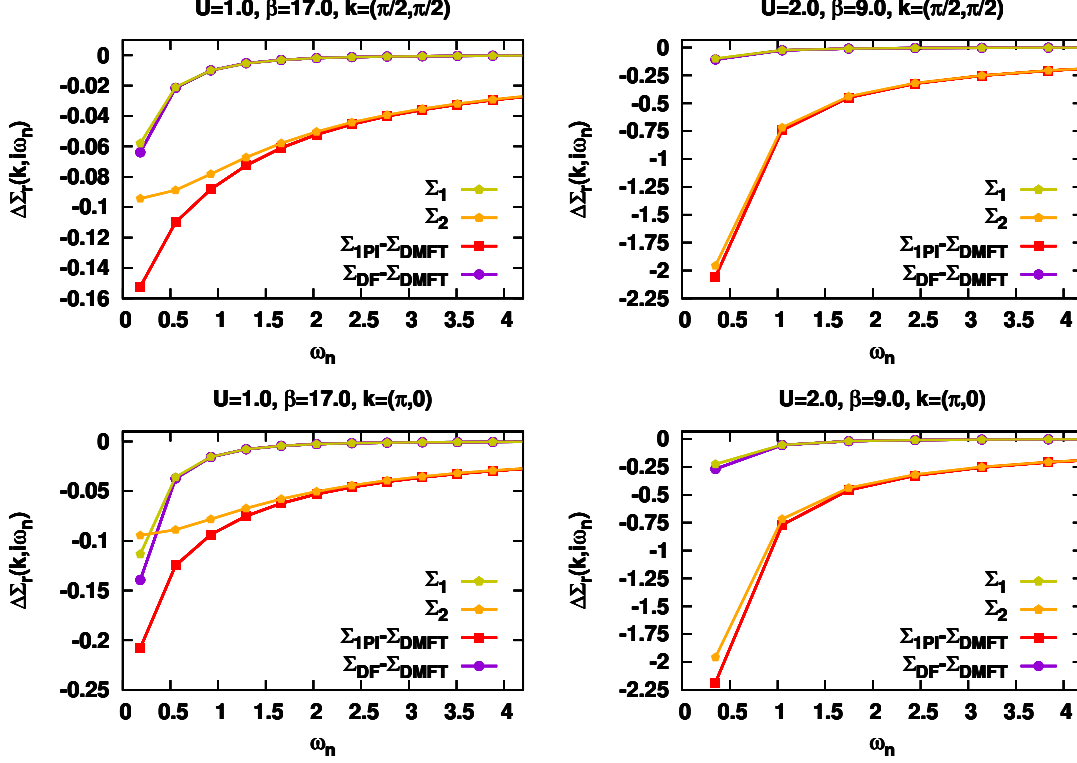 U=1.0, β=17.0, k=(π/2,π/2)
0
-0.02
-0.04
-0.06
-0.08
-0.1
-0.12
-0.14
-0.16
ΔΣr(k,iωn)
Σ1
Σ2
Σ1PI-ΣDMFT
ΣDF-ΣDMFT
0 0.5 1 1.5 2 2.5 3 3.5 4
ωn
U=2.0, β=9.0, k=(π/2,π/2)
0
-0.25
-0.5
-0.75
-1
-1.25
-1.5
-1.75
-2
-2.25
ΔΣr(k,iωn)
Σ1
Σ2
Σ1PI-ΣDMFT
ΣDF-ΣDMFT
0 0.5 1 1.5 2 2.5 3 3.5 4
ωn
U=1.0, β=17.0, k=(π,0)
0
-0.05
-0.1
-0.15
-0.2
-0.25
ΔΣr(k,iωn)
Σ1
Σ2
Σ1PI-ΣDMFT
ΣDF-ΣDMFT
0 0.5 1 1.5 2 2.5 3 3.5 4
ωn
U=2.0, β=9.0, k=(π,0)
0
-0.25
-0.5
-0.75
-1
-1.25
-1.5
-1.75
-2
-2.25
ΔΣr(k,iωn)
Σ1
Σ2
Σ1PI-ΣDMFT
ΣDF-ΣDMFT
0 0.5 1 1.5 2 2.5 3 3.5 4
ωn